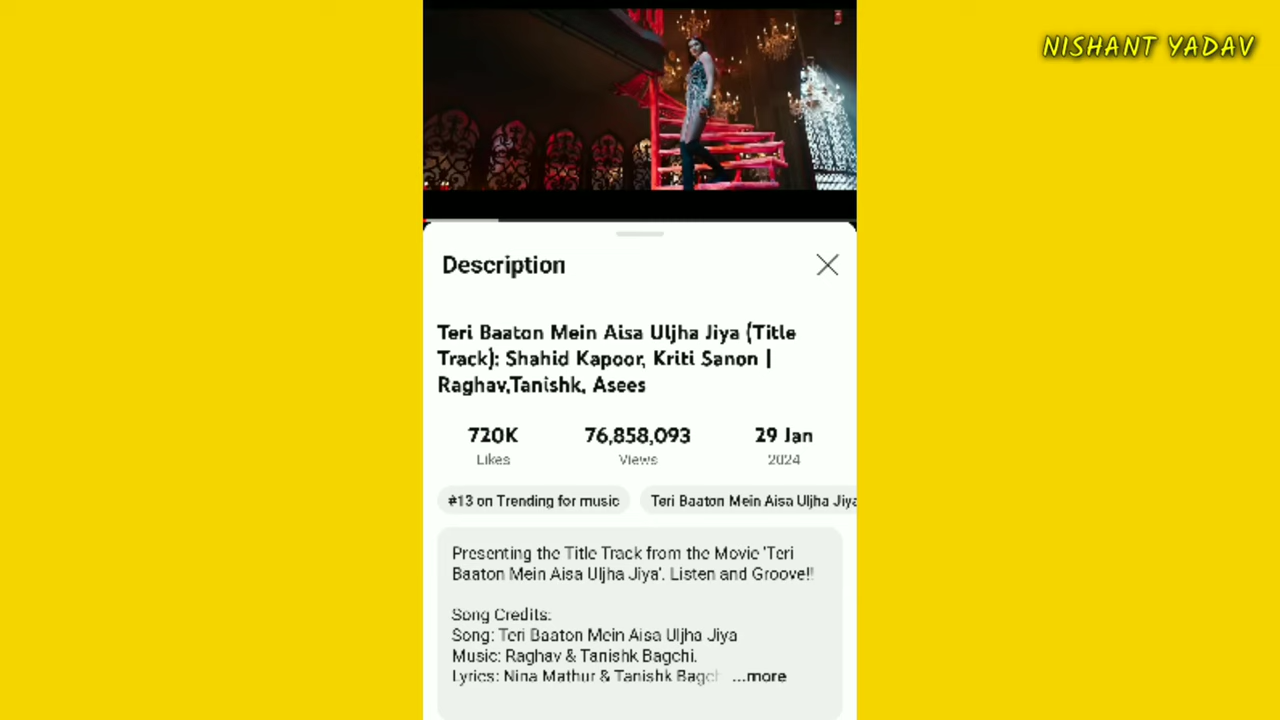 NISHANT YADAV
Description
Teri Baaton Mein Aisa Uljha Jiya (Title
Track): Shahid Kapoor, Kriti Sanon |
Raghav,Tanishk, Asees
720K 76,858,093 29 Jan
Likes Views 2024
#13 on Trending for music Teri Baaton Mein Aisa Uljha Jiya
Presenting the Title Track from the Movie 'Teri
Baaton Mein Aisa Uljha Jiya'. Listen and Groove!!
Song Credits:
Song: Teri Baaton Mein Aisa Uljha Jiya
Music: Raghav & Tanishk Bagchi.
Lyrics: Nina Mathur & Tanishk Bagch ...more